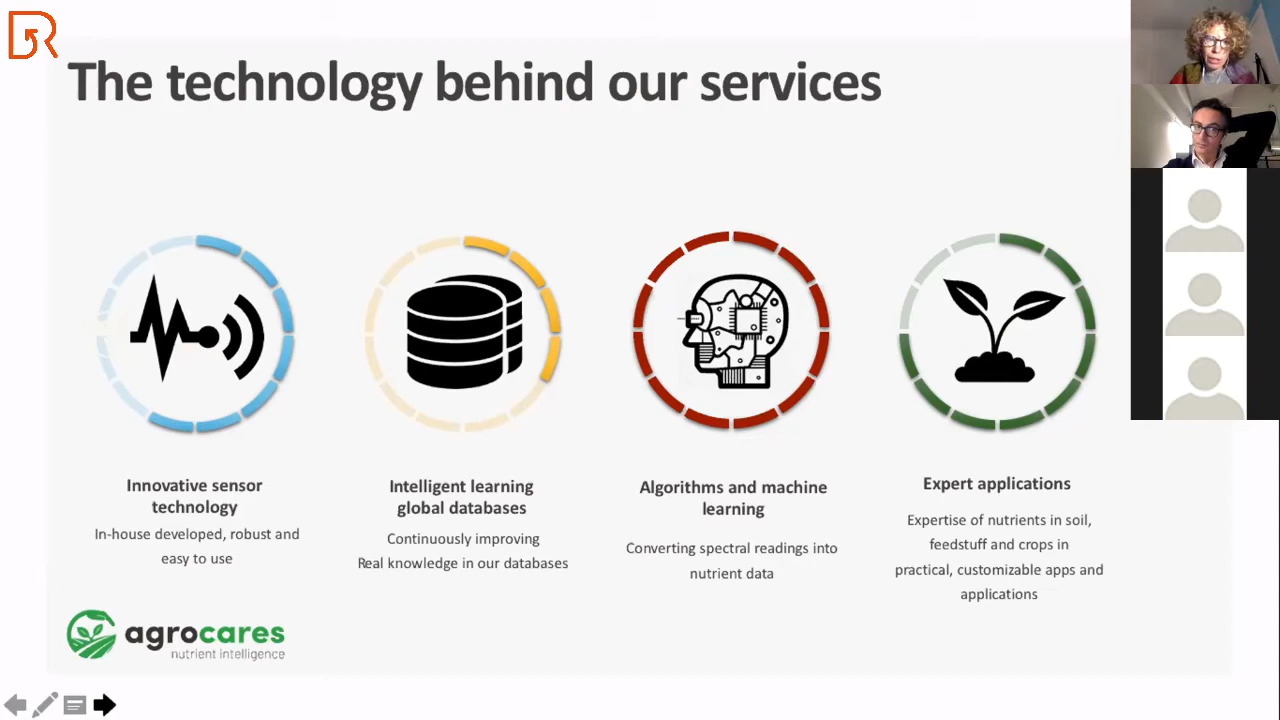 The technology behind our services
Innovative sensor
technology
In-house developed, robust and
easy to use
Intelligent learning
global databases
Continuously improving
Real knowledge in our databases
Algorithms and machine
learning
Converting spectral readings into
nutrient data
Expert applications
Expertise of nutrients in soil,
feedstuff and crops in
practical, customizable apps and
applications
agrocares
nutrient intelligence